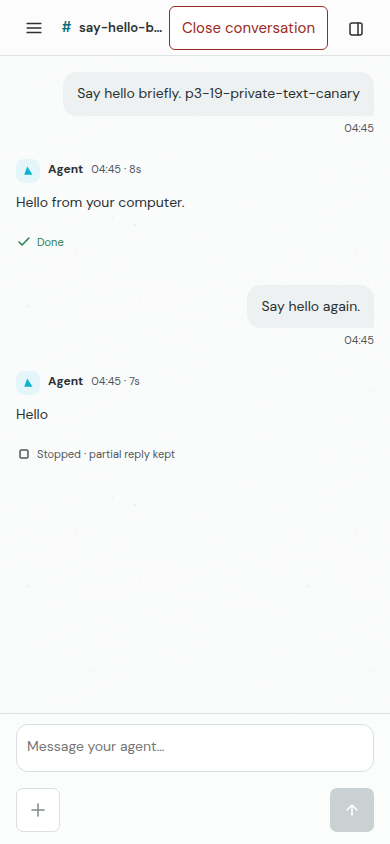 # say-hello-b...
Close conversation
Say hello briefly. p3-19-private-text-canary
04:45
Agent 04:45 · 8s
Hello from your computer.
Done
Say hello again.
04:45
Agent 04:45 · 7s
Hello
Stopped · partial reply kept
Message your agent...